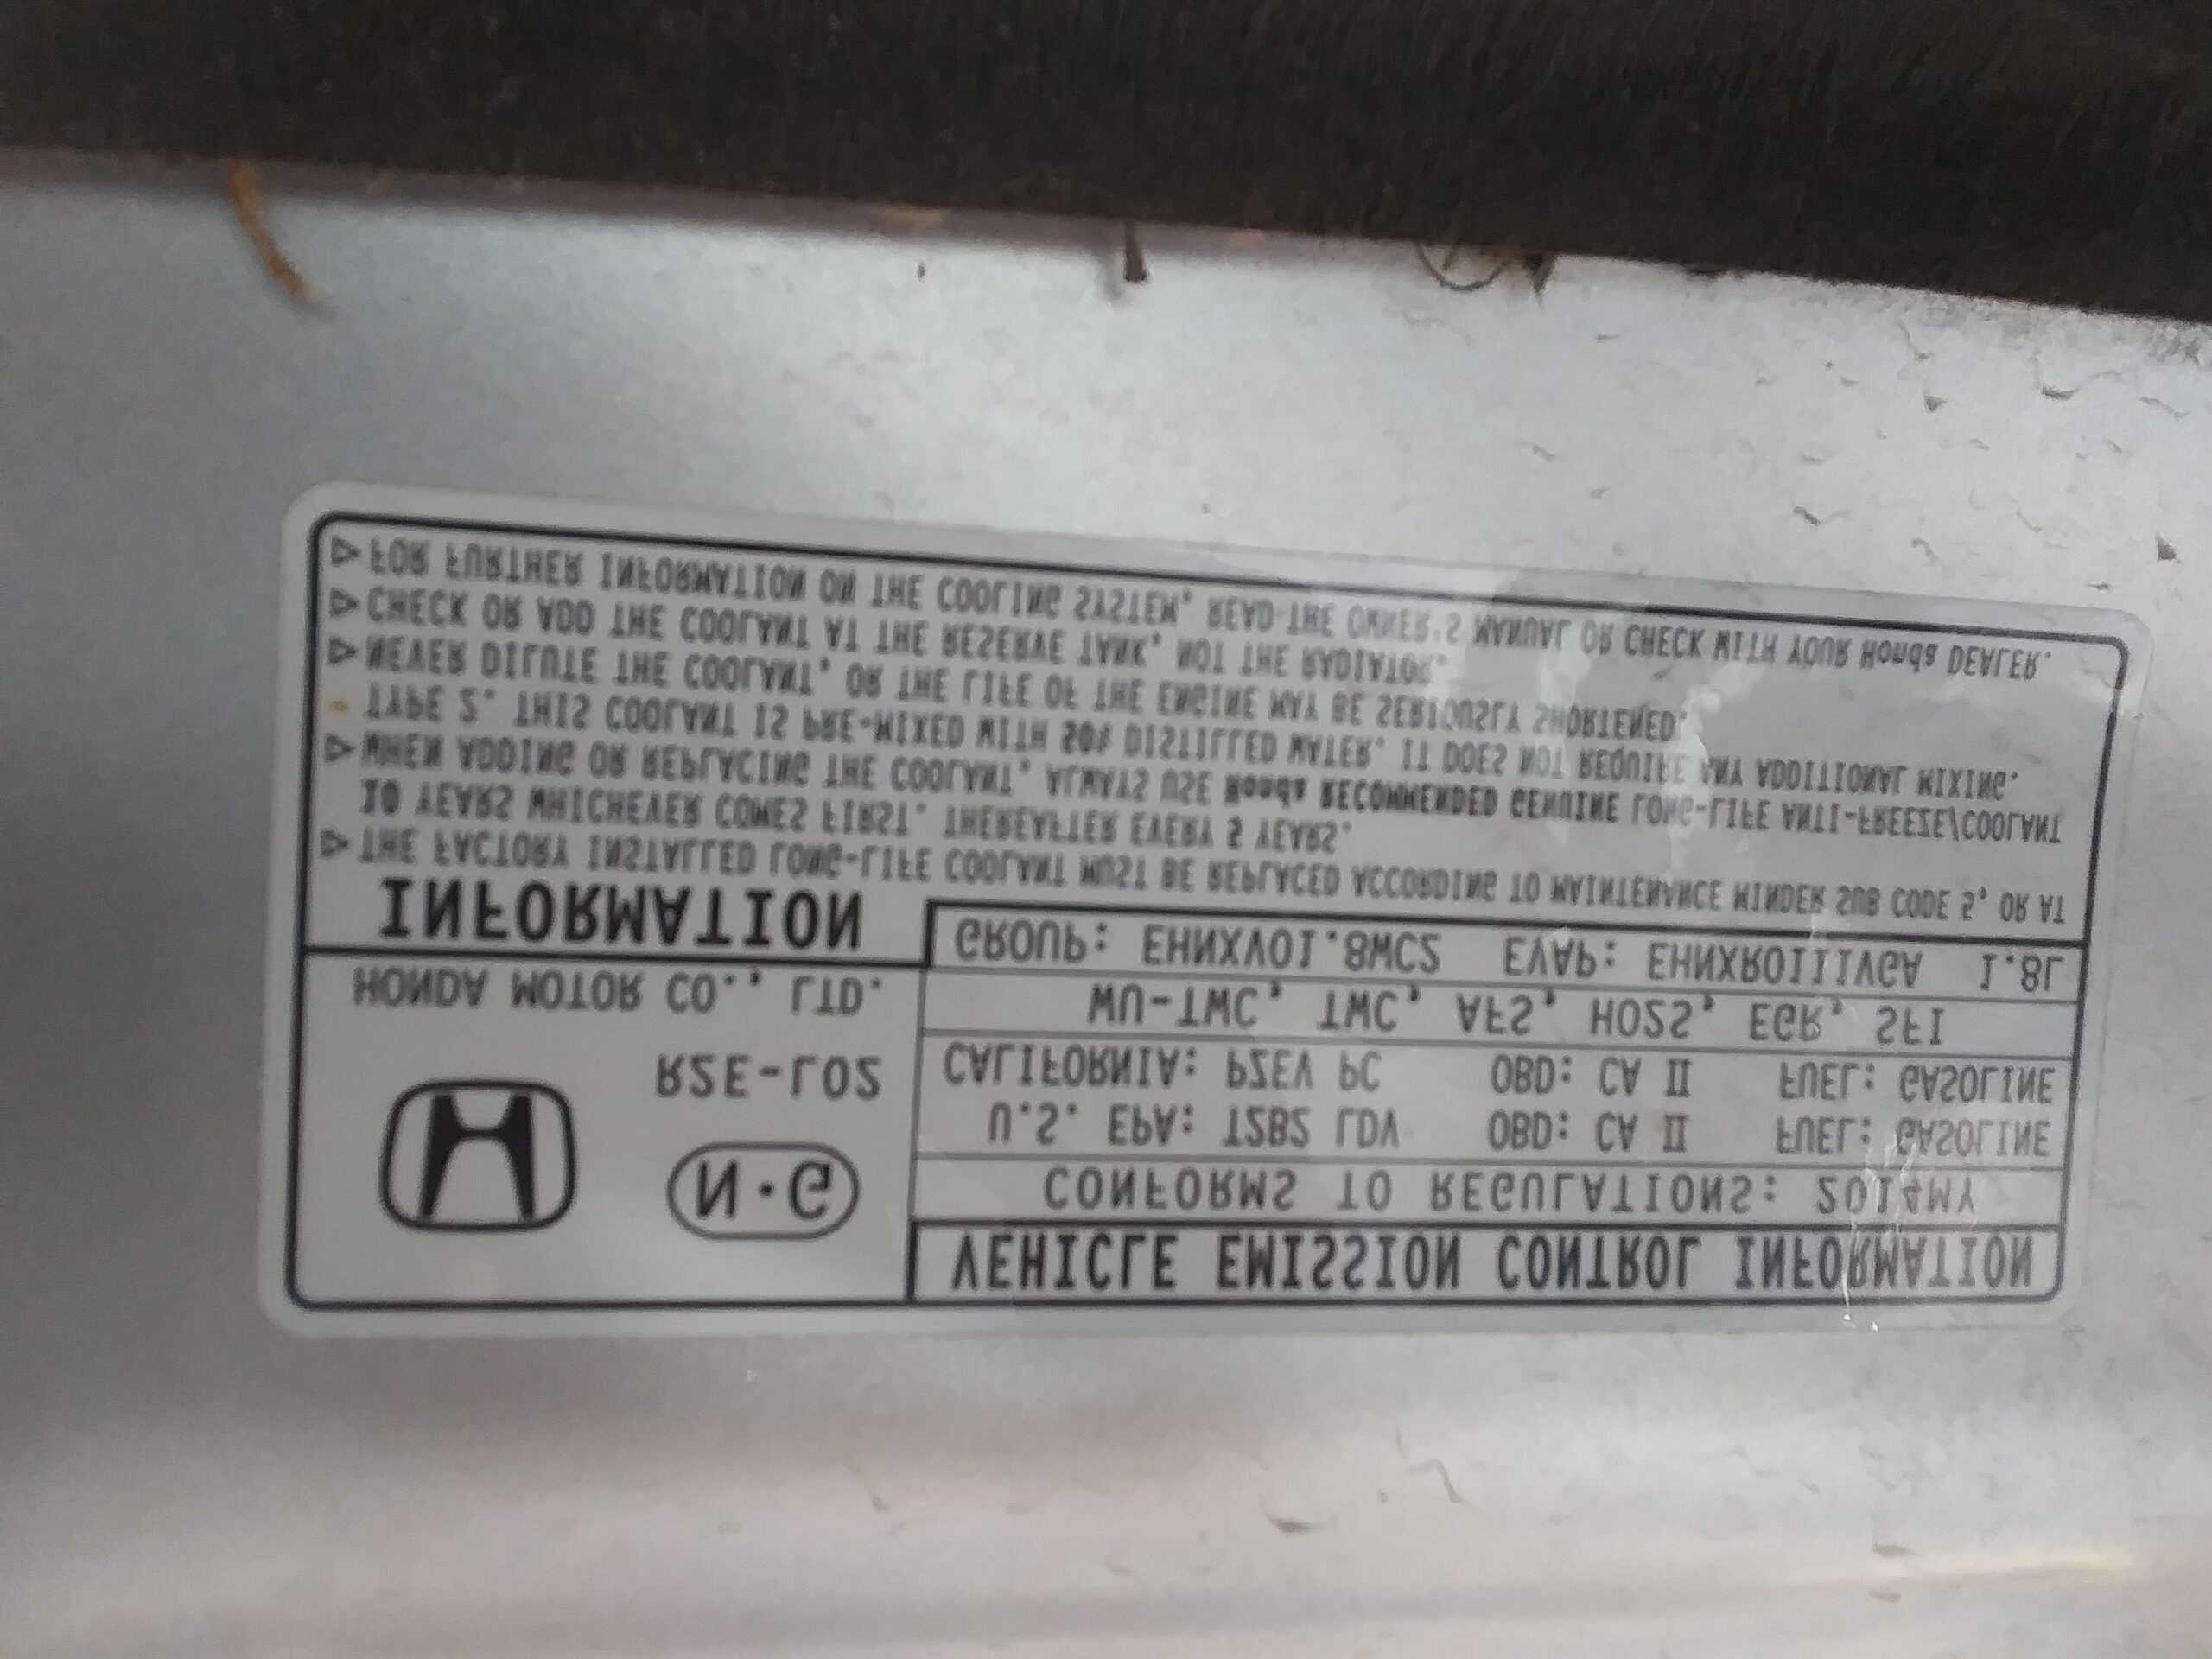 VEHICLE EMISSION CONTROL INFORMATION
CONFORMS TO REGULATIONS: 2014MY
U.S. EPA: T2B2 LDV OBD: CA II FUEL: GASOLINE
CALIFORNIA: PZEV PC OBD: CA II FUEL: GASOLINE
WU-TWC, TWC, AFS, HO2S, EGR, SFI
GROUP: EHNXV01.8WC2 EVAP: EHNXR0111VGA 1.8L
N·G
R2E-L02
HONDA MOTOR CO., LTD.
INFORMATION
▷THE FACTORY INSTALLED LONG-LIFE COOLANT MUST BE REPLACED ACCORDING TO MAINTENANCE MINDER SUB CODE 5, OR AT
10 YEARS WHICHEVER COMES FIRST. THEREAFTER EVERY 5 YEARS.
▷WHEN ADDING OR REPLACING THE COOLANT, ALWAYS USE Honda RECOMMENDED GENUINE LONG-LIFE ANTI-FREEZE/COOLANT
TYPE 2. THIS COOLANT IS PRE-MIXED WITH 50% DISTILLED WATER. IT DOES NOT REQUIRE ANY ADDITIONAL MIXING.
▷NEVER DILUTE THE COOLANT, OR THE LIFE OF THE ENGINE MAY BE SERIOUSLY SHORTENED.
▷CHECK OR ADD THE COOLANT AT THE RESERVE TANK, NOT THE RADIATOR.
▷FOR FURTHER INFORMATION ON THE COOLING SYSTEM, READ THE OWNER'S MANUAL OR CHECK WITH YOUR Honda DEALER.